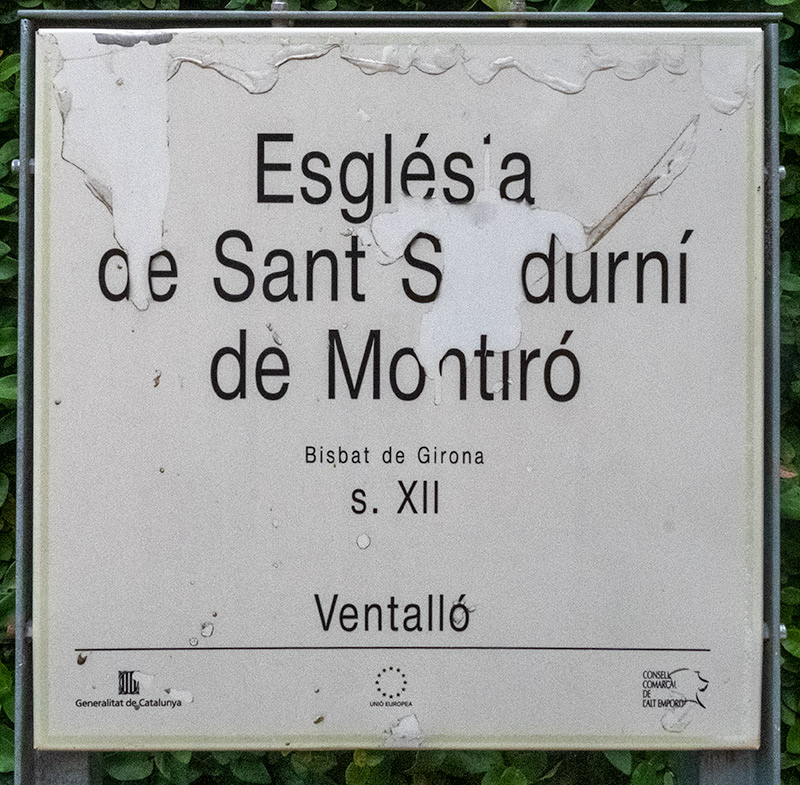 Església
de Sant S durní
de Montiró
Bisbat de Girona
s. XII
Ventalló
Generalitat de Catalunya
UNIÓ EUROPEA
CONSELL
COMARCAL
DE
L'ALT EMPORDÀ